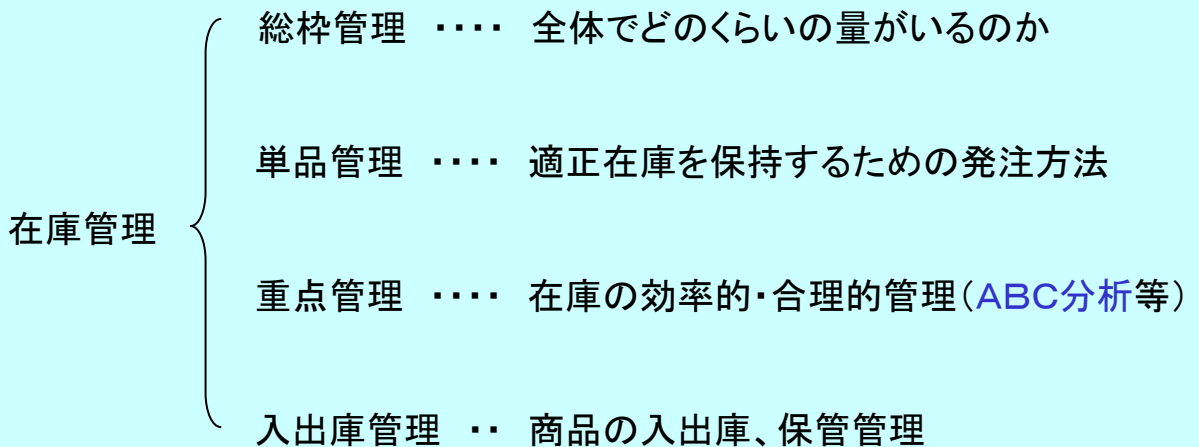 総枠管理 ・・・・ 全体でどのくらいの量がいるのか
単品管理 ・・・・ 適正在庫を保持するための発注方法
在庫管理
重点管理 ・・・・ 在庫の効率的・合理的管理（ＡＢＣ分析等）
入出庫管理 ・・ 商品の入出庫、保管管理